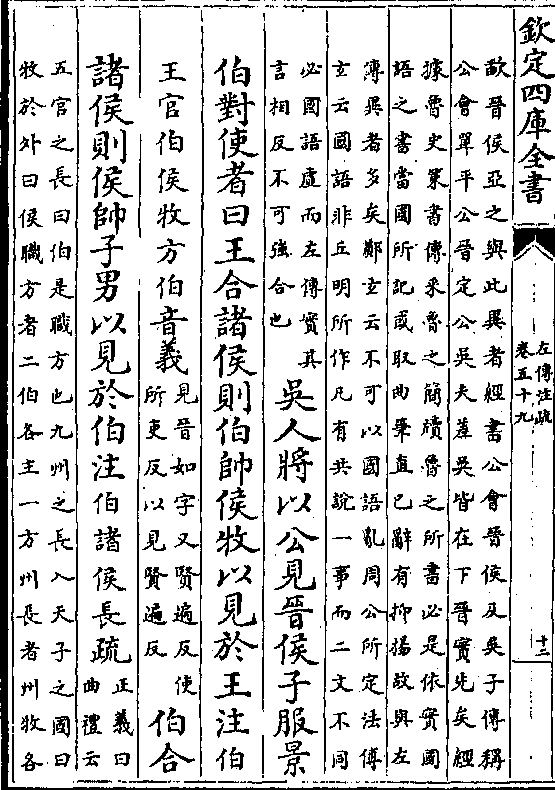 欽定四庫全書
左傳注疏
卷五十九
十二
敌晉侯亞之與此異者經書公會晉侯及吳子傳稱
公會單平公晉定公吳夫差吳皆在下晉實先矣經
據魯史策書傳采魯之簡牘魯之所書必是依實國
語之書當國所記或取曲筆直己辭有抑揚故與左
傳異者多矣鄭玄云不可以國語亂周公所定法傅
玄云國語非丘明所作凡有共說一事而二文不同
必國語虛而左傳實其
言相反不可強合也
吳人將以公見晉侯子服景
伯對使者曰王合諸侯則伯帥侯牧以見於王注伯
王官伯侯牧方伯音義
見晉如字又賢遍反使
所吏反以見賢遍反
伯合
諸侯則侯帥子男以見於伯注伯諸侯長疏
正義曰
曲禮云
五官之長曰伯是職方也九州之長入天子之國曰
牧於外曰侯職方者二伯各主一方州長者州牧各